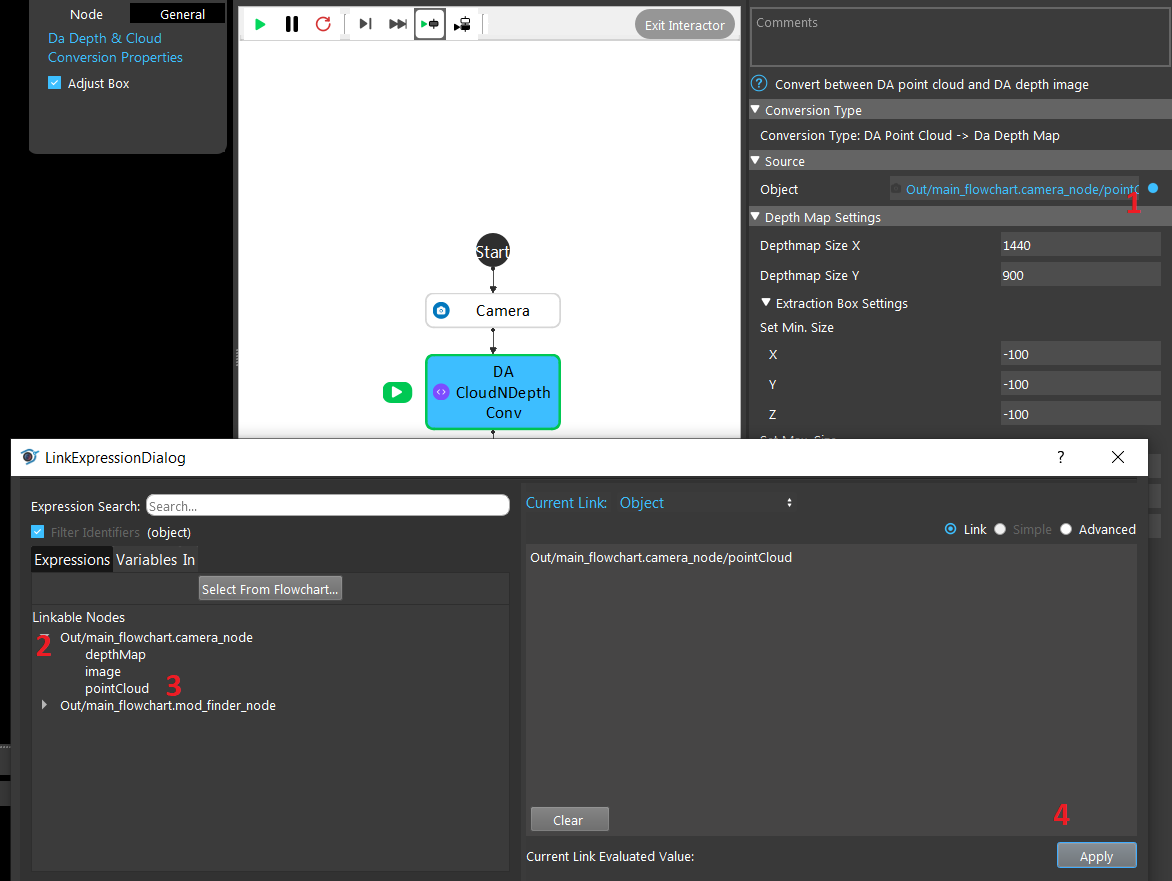 Node
General
Da Depth & Cloud
Conversion Properties
Adjust Box
Exit Interactor
Start
Camera
DA
CloudNDepth
Conv
Comments
? Convert between DA point cloud and DA depth image
Conversion Type
Conversion Type: DA Point Cloud -> Da Depth Map
Source
Object
Out/main_flowchart.camera_node/pointC
1
Depth Map Settings
Depthmap Size X
1440
Depthmap Size Y
900
Extraction Box Settings
Set Min. Size
X
-100
Y
-100
Z
-100
LinkExpressionDialog
?
Expression Search:
Search...
Filter Identifiers (object)
Expressions
Variables
In
Select From Flowchart...
Linkable Nodes
2
Out/main_flowchart.camera_node
depthMap
image
pointCloud
3
Out/main_flowchart.mod_finder_node
Current Link:
Object
Link
Simple
Advanced
Out/main_flowchart.camera_node/pointCloud
Clear
4
Current Link Evaluated Value:
Apply